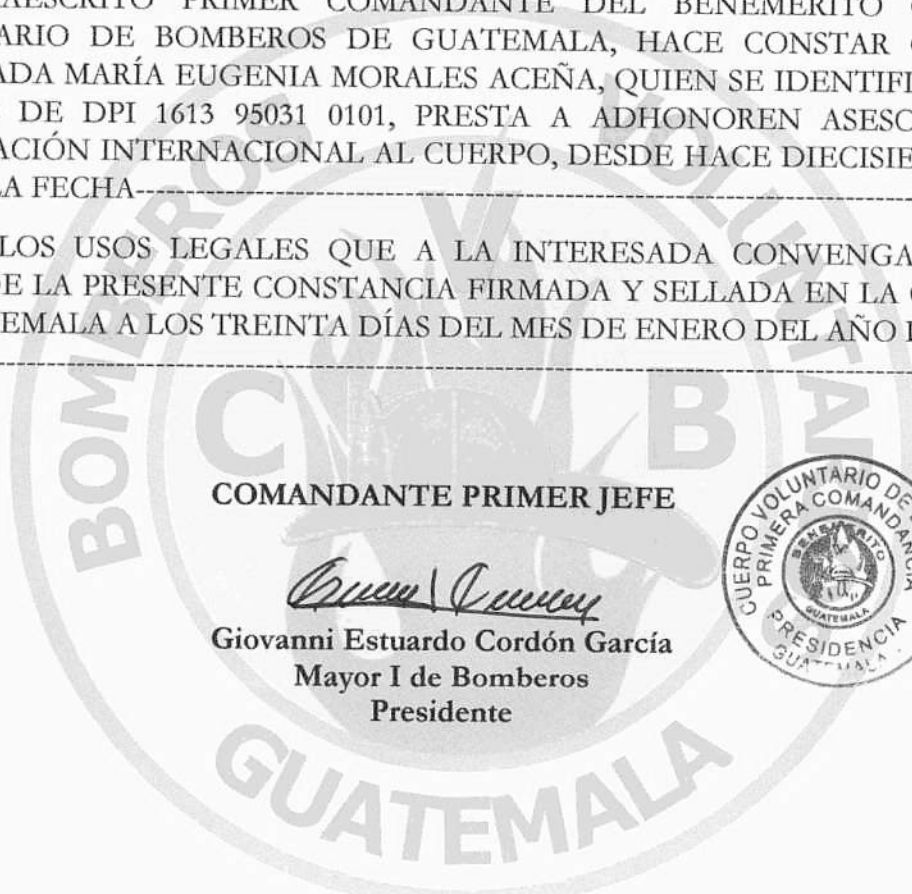 AESCRITO PRIMER COMANDANTE DEL BENEMÉRITO
ARIO DE BOMBEROS DE GUATEMALA, HACE CONSTAR
ADA MARÍA EUGENIA MORALES ACEÑA, QUIEN SE IDENTIFI
DE DPI 1613 95031 0101, PRESTA A ADHONOREN ASESO
ACIÓN INTERNACIONAL AL CUERPO, DESDE HACE DIECISIE
LA FECHA--------------------------------
LOS USOS LEGALES QUE A LA INTERESADA CONVENGA
DE LA PRESENTE CONSTANCIA FIRMADA Y SELLADA EN LA
EMALA A LOS TREINTA DÍAS DEL MES DE ENERO DEL AÑO
BOMBEROS VOLUNTAR
C B
GUATEMALA
COMANDANTE PRIMER JEFE
Giovanni Estuardo Cordón García
Mayor I de Bomberos
Presidente
CUERPO VOLUNTARIO DE
PRIMERA COMANDANCIA
BENEMERITO
GUATEMALA
PRESIDENCIA
GUATEMALA